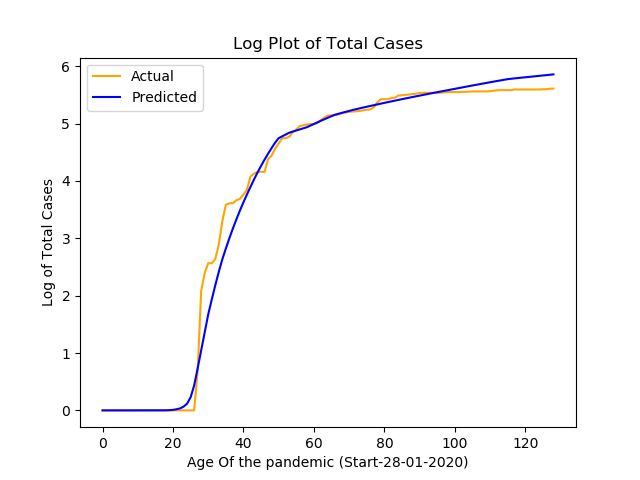 Log Plot of Total Cases
Actual
Predicted
6
5
4
3
2
1
0
Log of Total Cases
0 20 40 60 80 100 120
Age Of the pandemic (Start-28-01-2020)